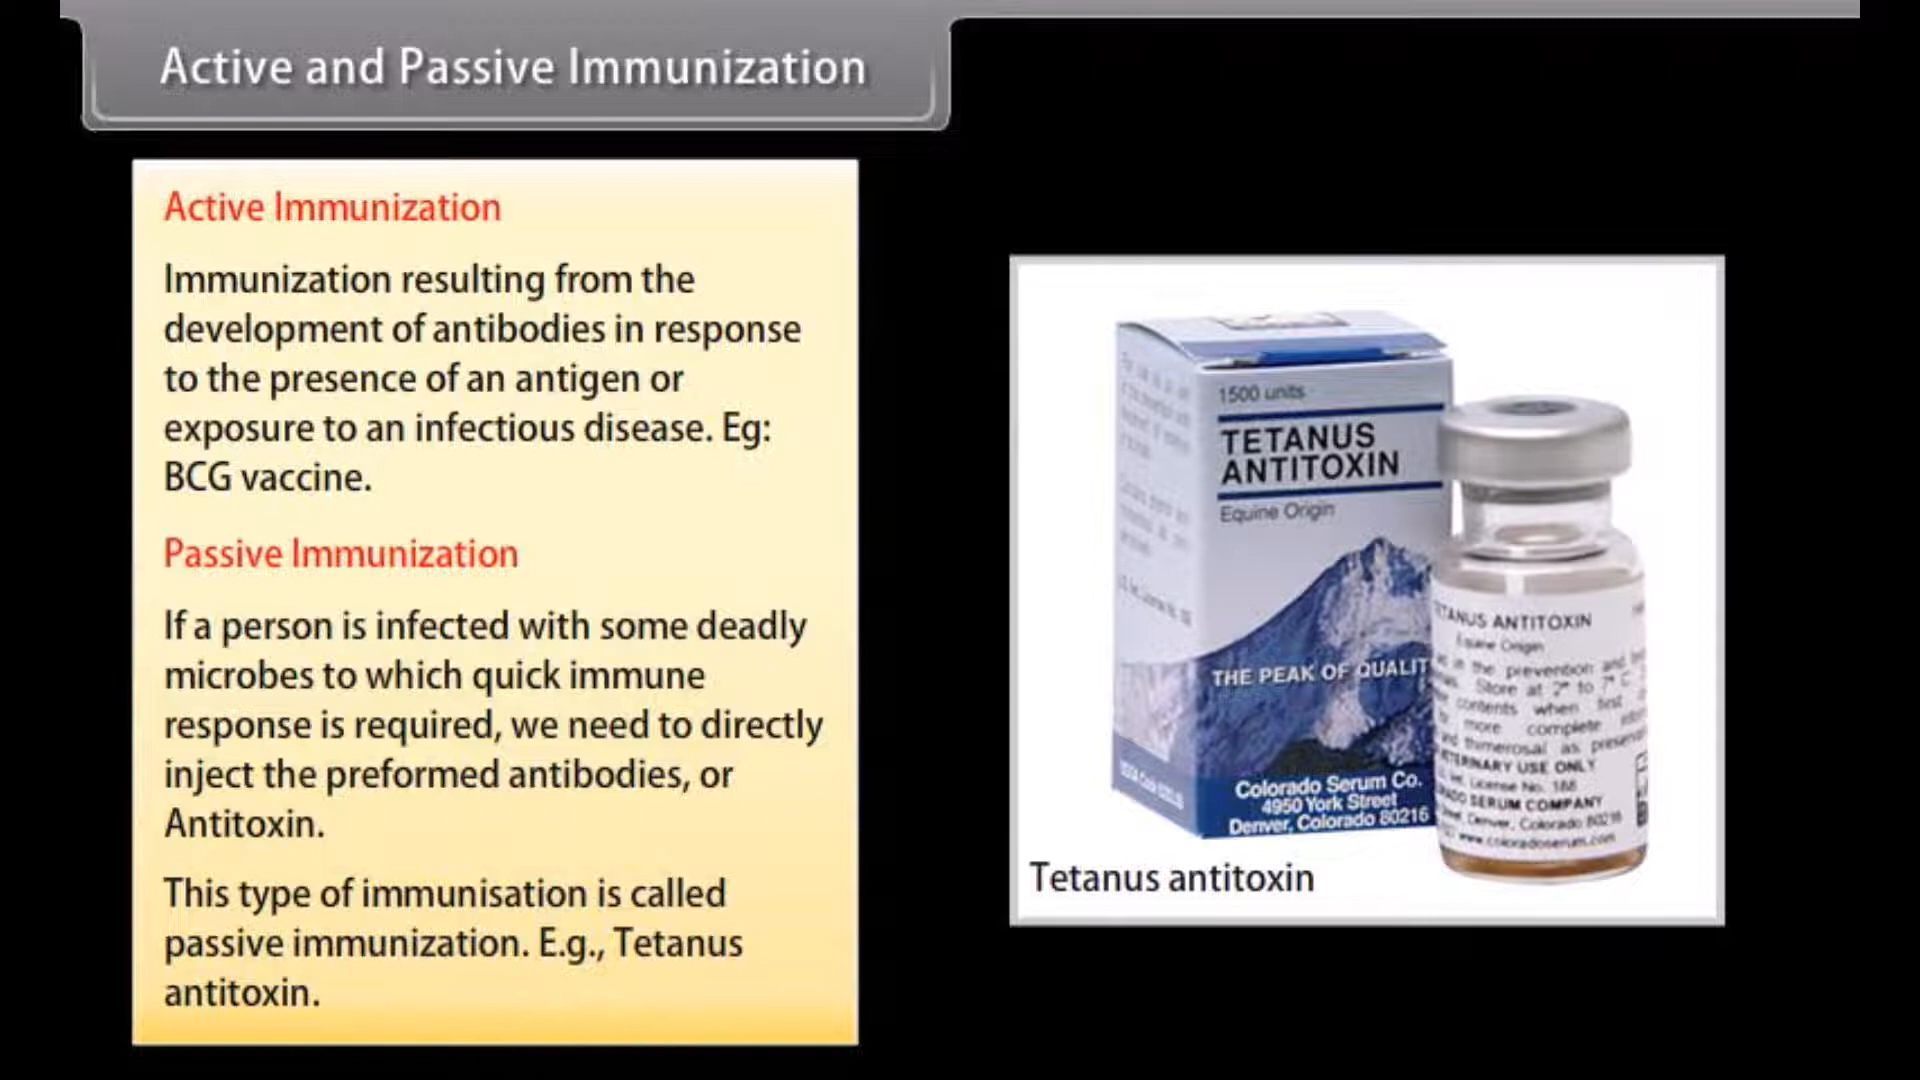 Active and Passive Immunization
Active Immunization
Immunization resulting from the
development of antibodies in response
to the presence of an antigen or
exposure to an infectious disease. Eg:
BCG vaccine.
Passive Immunization
If a person is infected with some deadly
microbes to which quick immune
response is required, we need to directly
inject the preformed antibodies, or
Antitoxin.
This type of immunisation is called
passive immunization. E.g., Tetanus
antitoxin.
1500 units
TETANUS
ANTITOXIN
Equine Origin
THE PEAK OF
Colorado Serum Co.
4950 York Street
Denver, Colorado 80216
ANTITOXIN
Equine Origin
in the prevention and
Store at 2° to 7° C
contents when first
more complete
and thimerosal as
USE ONLY
License No. 188
SERUM COMPANY
Denver, Colorado 80216
www.coloradoserum.com
Tetanus antitoxin